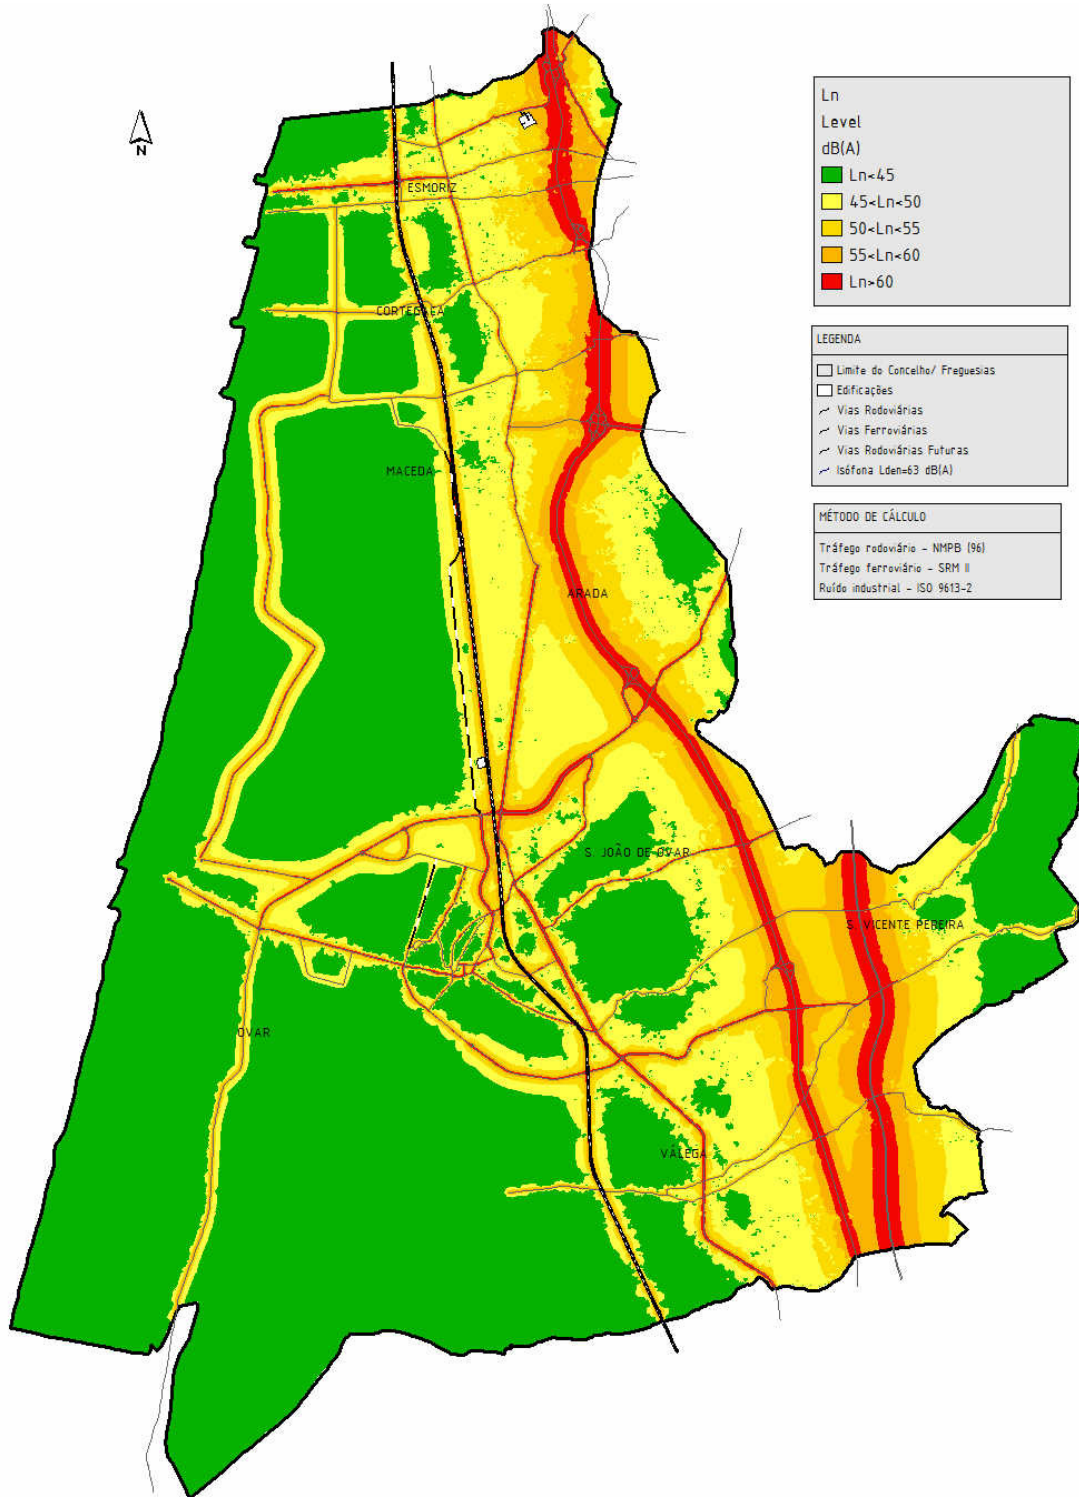 Ln
Level
dB(A)
Ln<45
45<Ln<50
50<Ln<55
55<Ln<60
Ln>60
LEGENDA
Limite do Concelho/ Freguesias
Edificações
Vias Rodoviárias
Vias Ferroviárias
Vias Rodoviárias Futuras
Isófona Lden=63 dB(A)
MÉTODO DE CÁLCULO
Tráfego rodoviário - NMPB (96)
Tráfego ferroviário - SRM II
Ruído industrial - ISO 9613-2
N
ESMORIZ
CORTEGAÇA
MACEDA
ARADA
S. JOÃO DE OVAR
S. VICENTE PEREIRA
OVAR
VÁLEGA